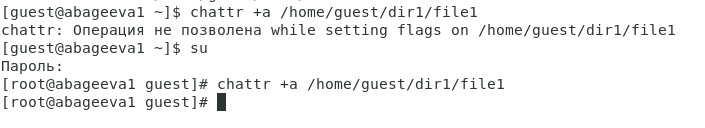 [guest@abageeva1 ~]$ chattr +a /home/guest/dir1/file1
chattr: Операция не позволена while setting flags on /home/guest/dir1/file1
[guest@abageeva1 ~]$ su
Пароль:
[root@abageeva1 guest]# chattr +a /home/guest/dir1/file1
[root@abageeva1 guest]#